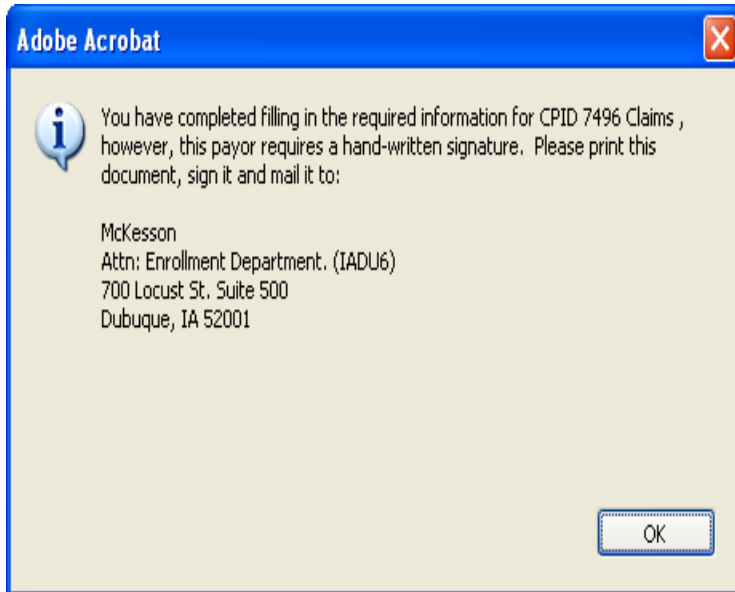 Adobe Acrobat
You have completed filling in the required information for CPID 7496 Claims ,
however, this payor requires a hand-written signature. Please print this
document, sign it and mail it to:
McKesson
Attn: Enrollment Department. (IADU6)
700 Locust St. Suite 500
Dubuque, IA 52001
OK